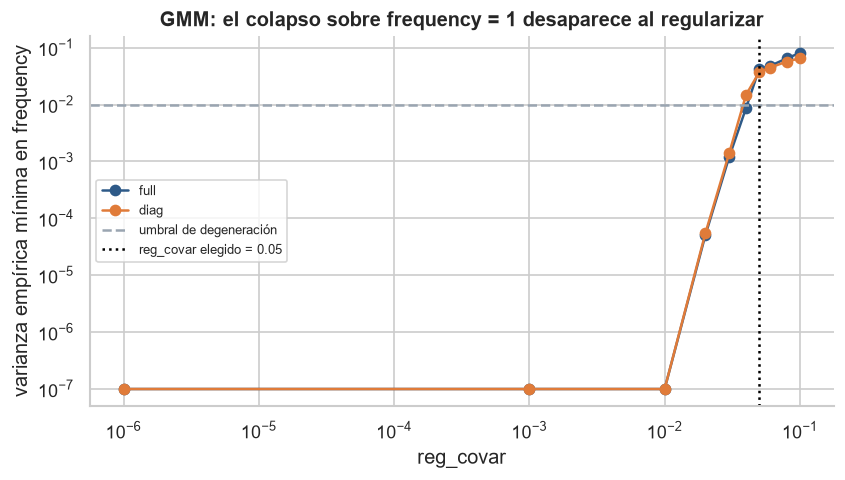 GMM: el colapso sobre frequency = 1 desaparece al regularizar
varianza empírica mínima en frequency
10⁻¹
10⁻²
10⁻³
10⁻⁴
10⁻⁵
10⁻⁶
10⁻⁷
full
diag
umbral de degeneración
reg_covar elegido = 0.05
10⁻⁶ 10⁻⁵ 10⁻⁴ 10⁻³ 10⁻² 10⁻¹
reg_covar